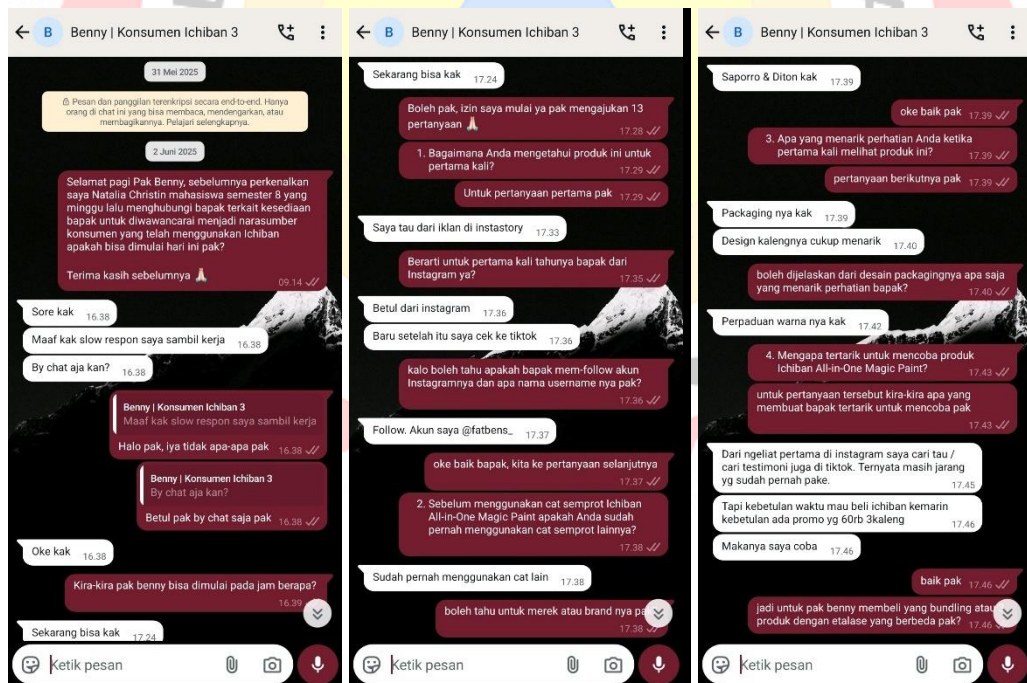 B Benny | Konsumen Ichiban 3
31 Mei 2025
Pesan dan panggilan terenkripsi secara end-to-end. Hanya
orang di chat ini yang bisa membaca, mendengarkan, atau
membagikannya. Pelajari selengkapnya.
2 Juni 2025
Selamat pagi Pak Benny, sebelumnya perkenalkan
saya Natalia Christin mahasiswa semester 8 yang
minggu lalu menghubungi bapak terkait kesediaan
bapak untuk diwawancarai menjadi narasumber
konsumen yang telah menggunakan Ichiban
apakah bisa dimulai hari ini pak?
Terima kasih sebelumnya 🙏🏻
09.14
Sore kak 16.38
Maaf kak slow respon saya sambil kerja 16.38
By chat aja kan? 16.38
Benny | Konsumen Ichiban 3
Maaf kak slow respon saya sambil kerja
Halo pak, iya tidak apa-apa pak 16.38
Benny | Konsumen Ichiban 3
By chat aja kan?
Betul pak by chat saja pak 16.38
Oke kak 16.38
Kira-kira pak benny bisa dimulai pada jam berapa?
16.39
Sekarang bisa kak 17.24
Ketik pesan
B Benny | Konsumen Ichiban 3
Sekarang bisa kak 17.24
Boleh pak, izin saya mulai ya pak mengajukan 13
pertanyaan 🙏🏻 17.28
1. Bagaimana Anda mengetahui produk ini untuk
pertama kali? 17.29
Untuk pertanyaan pertama pak 17.29
Saya tau dari iklan di instastory 17.33
Berarti untuk pertama kali tahunya bapak dari
Instagram ya? 17.35
Betul dari instagram 17.36
Baru setelah itu saya cek ke tiktok 17.36
kalo boleh tahu apakah bapak mem-follow akun
Instagramnya dan apa nama username nya pak?
17.36
Follow. Akun saya @fatbens_ 17.37
oke baik bapak, kita ke pertanyaan selanjutnya
17.37
2. Sebelum menggunakan cat semprot Ichiban
All-in-One Magic Paint apakah Anda sudah
pernah menggunakan cat semprot lainnya?
17.38
Sudah pernah menggunakan cat lain 17.38
boleh tahu untuk merek atau brand nya
17.38
Ketik pesan
B Benny | Konsumen Ichiban 3
Saporro & Diton kak 17.39
oke baik pak 17.39
3. Apa yang menarik perhatian Anda ketika
pertama kali melihat produk ini? 17.39
pertanyaan berikutnya pak 17.39
Packaging nya kak 17.39
Design kalengnya cukup menarik 17.40
boleh dijelaskan dari desain packagingnya apa saja
yang menarik perhatian bapak? 17.40
Perpaduan warna nya kak 17.42
4. Mengapa tertarik untuk mencoba produk
Ichiban All-in-One Magic Paint? 17.43
untuk pertanyaan tersebut kira-kira apa yang
membuat bapak tertarik untuk mencoba pak
17.43
Dari ngeliat pertama di instagram saya cari tau /
cari testimoni juga di tiktok. Ternyata masih jarang
yg sudah pernah pake. 17.45
Tapi kebetulan waktu mau beli ichiban kemarin
kebetulan ada promo yg 60rb 3kaleng 17.46
Makanya saya coba 17.46
baik pak 17.46
jadi untuk pak benny membeli yang bundling atau
produk dengan etalase yang berbeda pak? 17.46
Ketik pesan